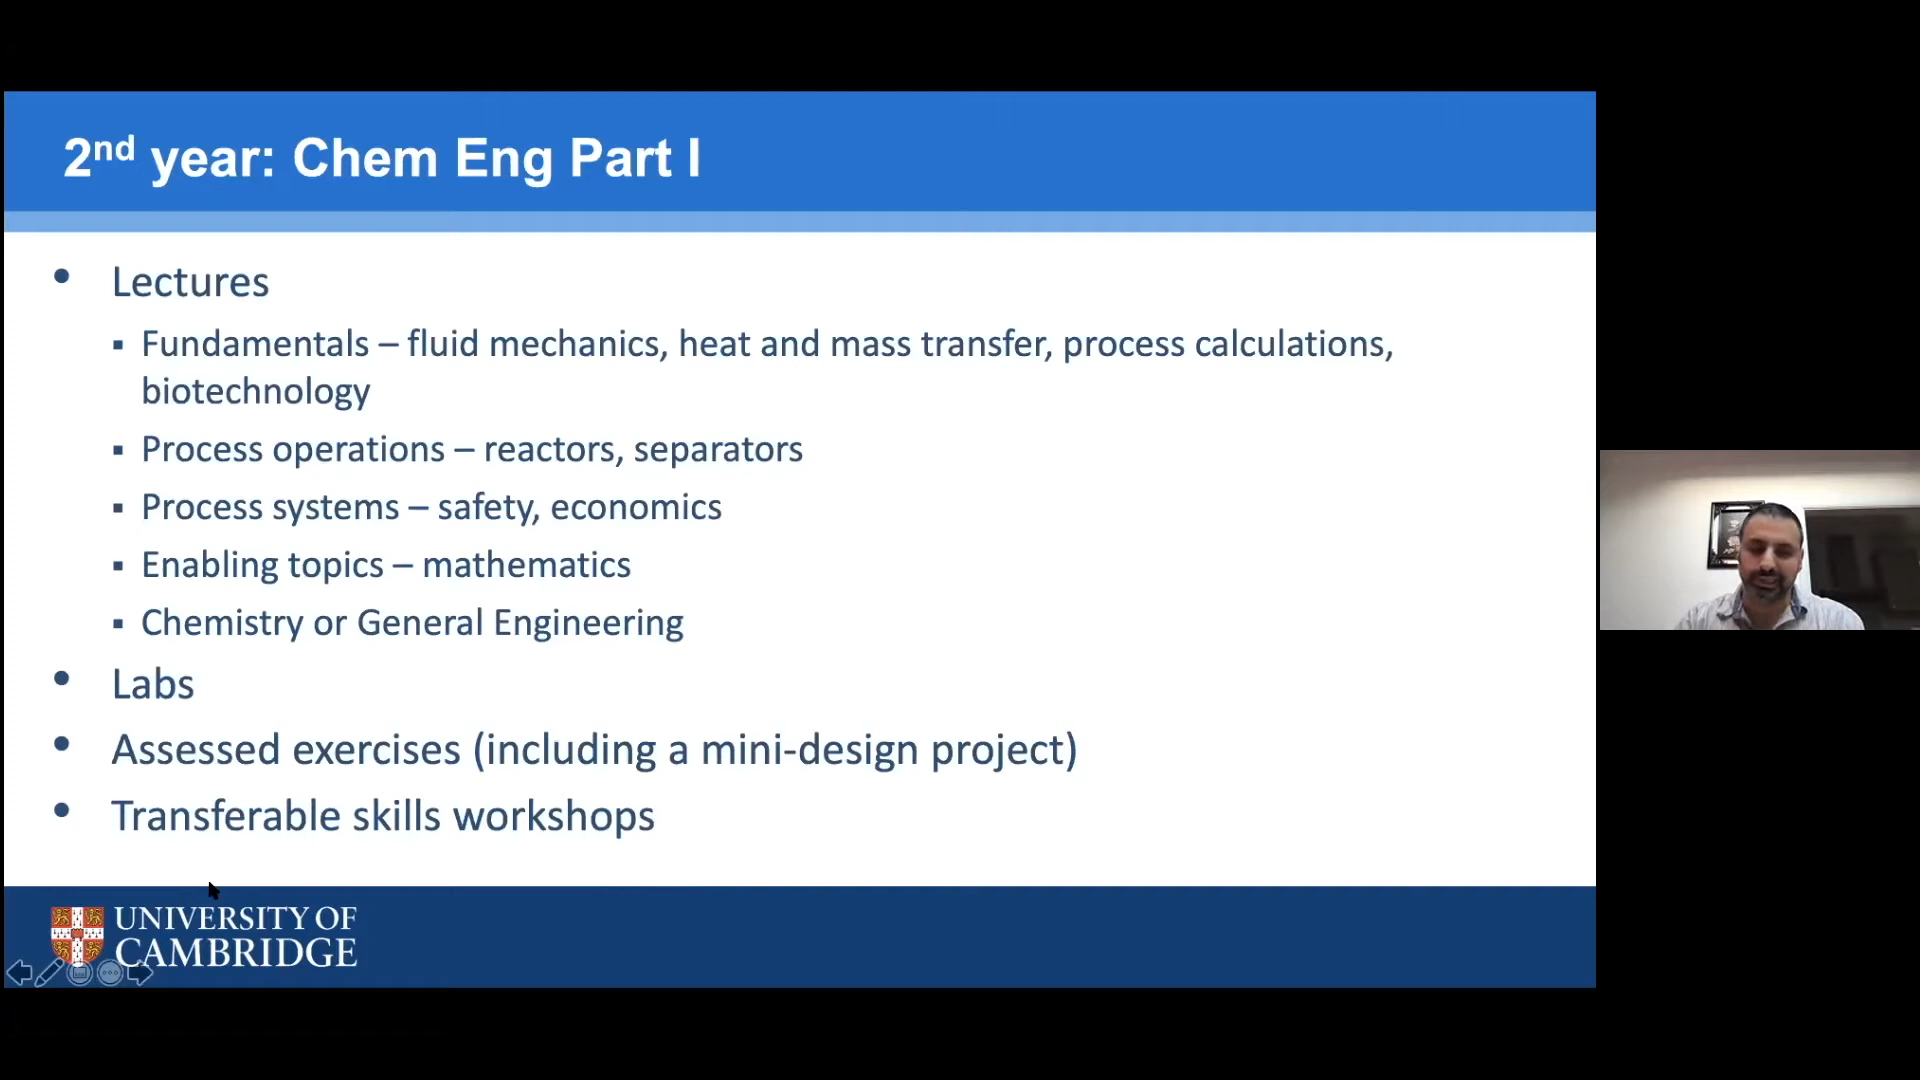 2nd year: Chem Eng Part I
• Lectures
▪ Fundamentals – fluid mechanics, heat and mass transfer, process calculations,
biotechnology
▪ Process operations – reactors, separators
▪ Process systems – safety, economics
▪ Enabling topics – mathematics
▪ Chemistry or General Engineering
• Labs
• Assessed exercises (including a mini-design project)
• Transferable skills workshops
UNIVERSITY OF
CAMBRIDGE